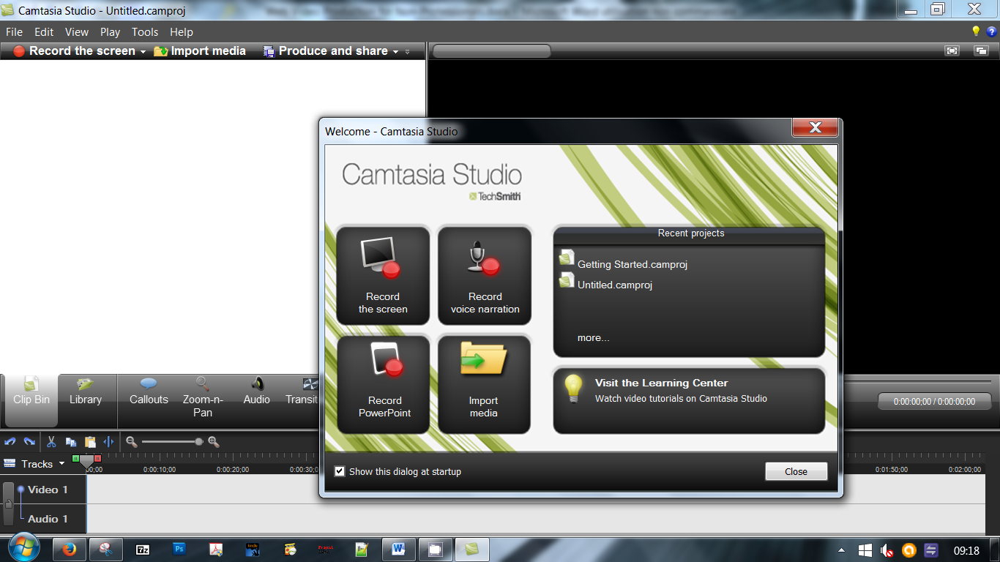 Camtasia Studio - Untitled.camproj
File Edit View Play Tools Help
Record the screen Import media Produce and share
Welcome - Camtasia Studio
Camtasia Studio
TechSmith
Record
the screen
Record
voice narration
Record
PowerPoint
Import
media
Recent projects
Getting Started.camproj
Untitled.camproj
more...
Visit the Learning Center
Watch video tutorials on Camtasia Studio
Show this dialog at startup
Close
Clip Bin
Library
Callouts
Zoom-n-
Pan
Audio
Transit
0:00:00;00 / 0:00:00;00
Tracks
00;00 0:00:10;00 0:00:20;00 0:00:30; 0:01:50;00 0:02:00;00
Video 1
Audio 1
7z Ps kindle W
09:18